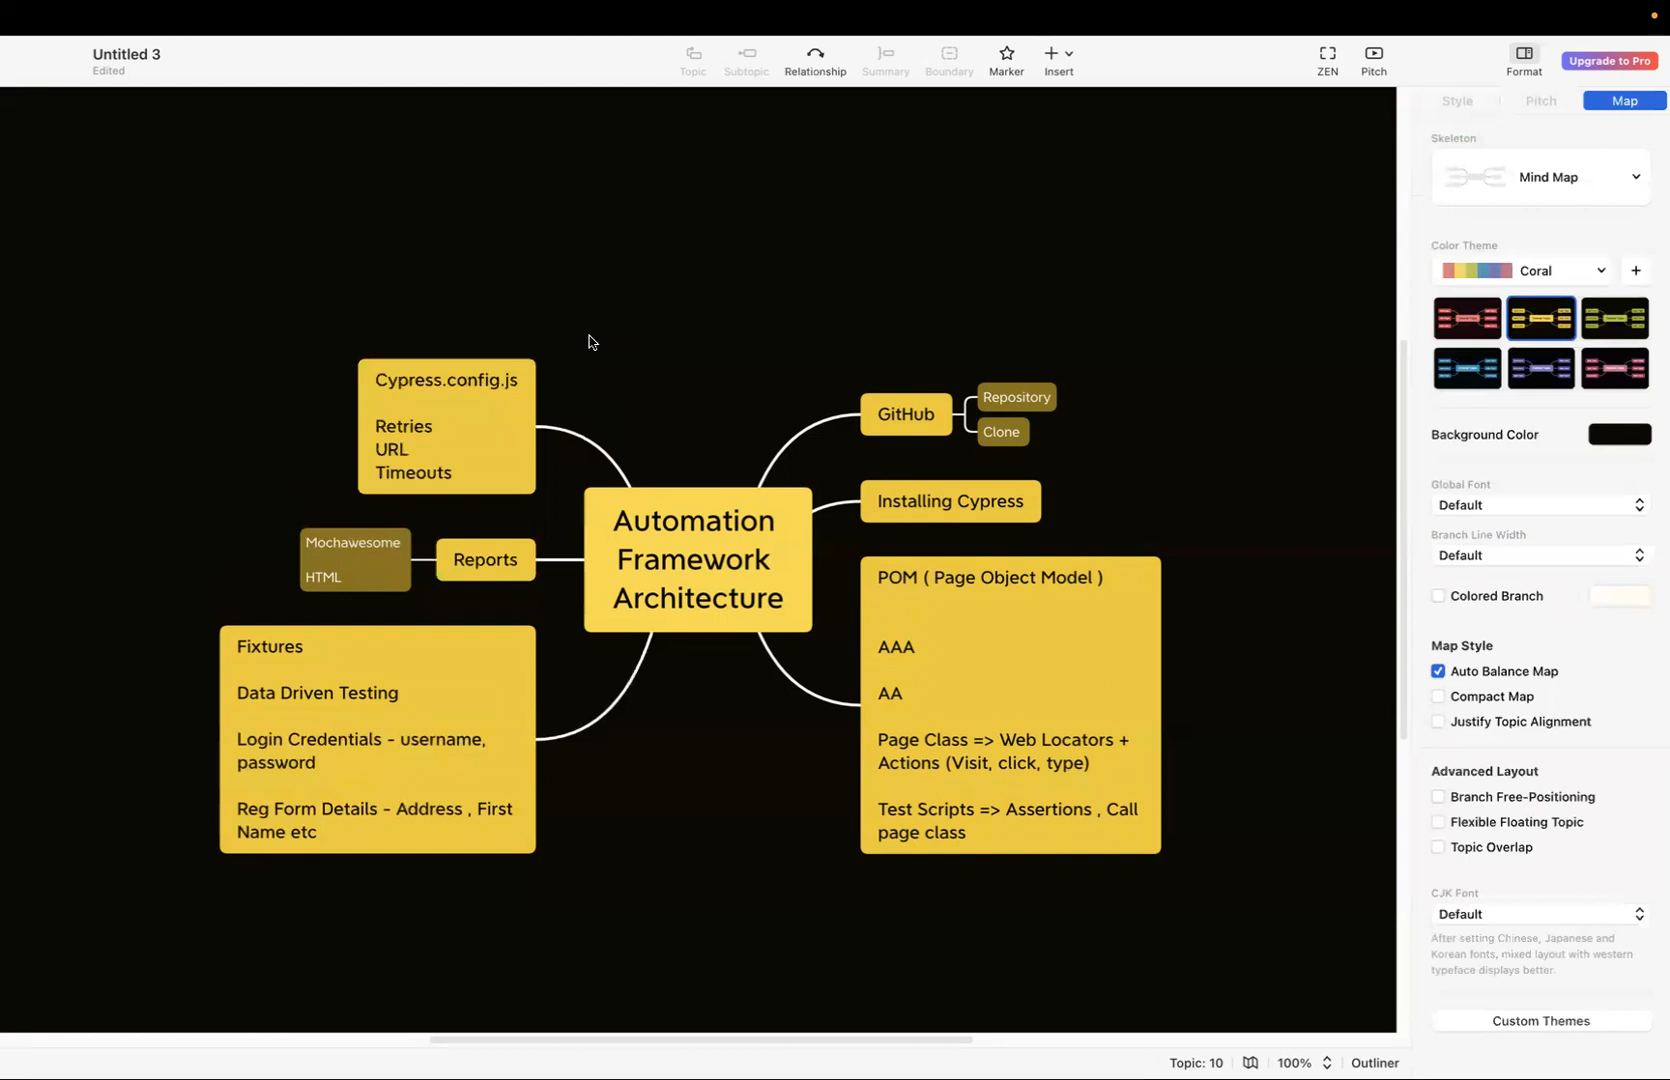 Untitled 3
Edited
Topic
Subtopic
Relationship
Summary
Boundary
Marker
Insert
ZEN
Pitch
Format
Upgrade to Pro
Style
Pitch
Map
Skeleton
Mind Map
Color Theme
Coral
Background Color
Global Font
Default
Branch Line Width
Default
Colored Branch
Map Style
Auto Balance Map
Compact Map
Justify Topic Alignment
Advanced Layout
Branch Free-Positioning
Flexible Floating Topic
Topic Overlap
CJK Font
Default
After setting Chinese, Japanese and
Korean fonts, mixed layout with western
typeface displays better.
Custom Themes
Cypress.config.js
Retries
URL
Timeouts
Mochawesome
HTML
Reports
Fixtures
Data Driven Testing
Login Credentials - username,
password
Reg Form Details - Address , First
Name etc
Automation
Framework
Architecture
GitHub
Repository
Clone
Installing Cypress
POM ( Page Object Model )
AAA
AA
Page Class => Web Locators +
Actions (Visit, click, type)
Test Scripts => Assertions , Call
page class
Topic: 10
100%
Outliner